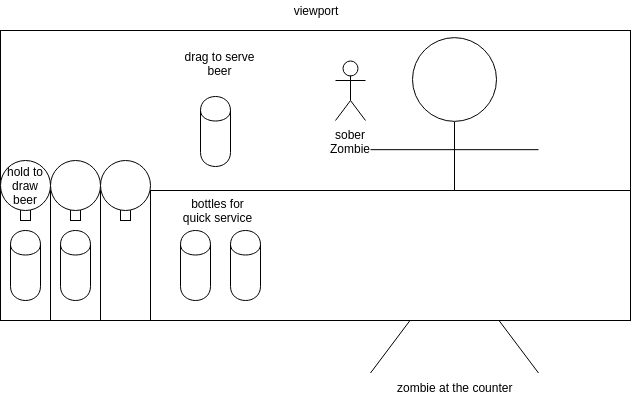 viewport
drag to serve
beer
sober
Zombie
hold to
draw
beer
bottles for
quick service
zombie at the counter